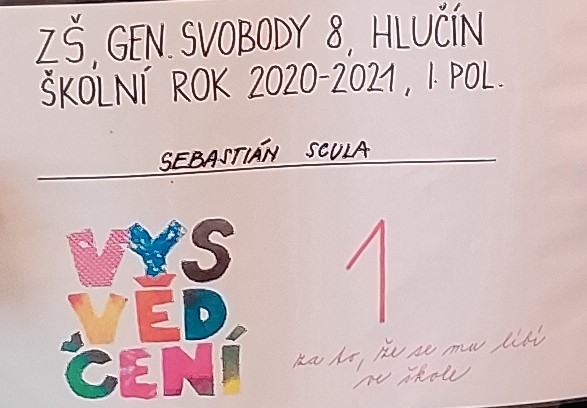 ZŠ, GEN. SVOBODY 8, HLUČÍN
ŠKOLNÍ ROK 2020-2021, I. POL.
SEBASTIÁN SCULA
VYS
VĚD
ČENÍ
1
za to, že se mu líbí
ve škole